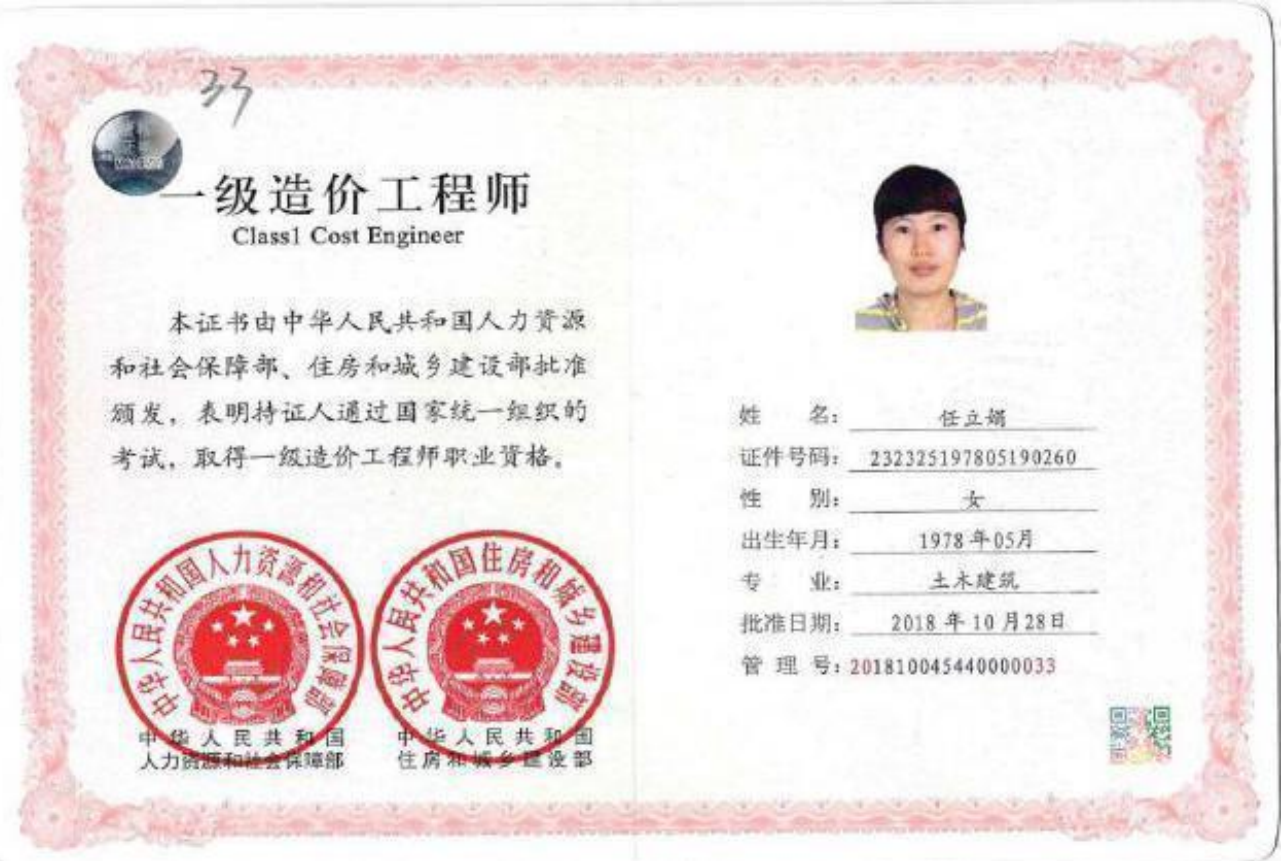 33
一级造价工程师
Class1 Cost Engineer
本证书由中华人民共和国人力资源
和社会保障部、住房和城乡建设部批准
颁发，表明持证人通过国家统一组织的
考试，取得一级造价工程师职业资格。
中华人民共和国人力资源和社会保障部
中华人民共和国住房和城乡建设部
中华人民共和国
人力资源和社会保障部
中华人民共和国
住房和城乡建设部
姓 名：任立娟
证件号码：232325197805190260
性 别：女
出生年月：1978年05月
专 业：土木建筑
批准日期：2018年10月28日
管 理 号：201810045440000033